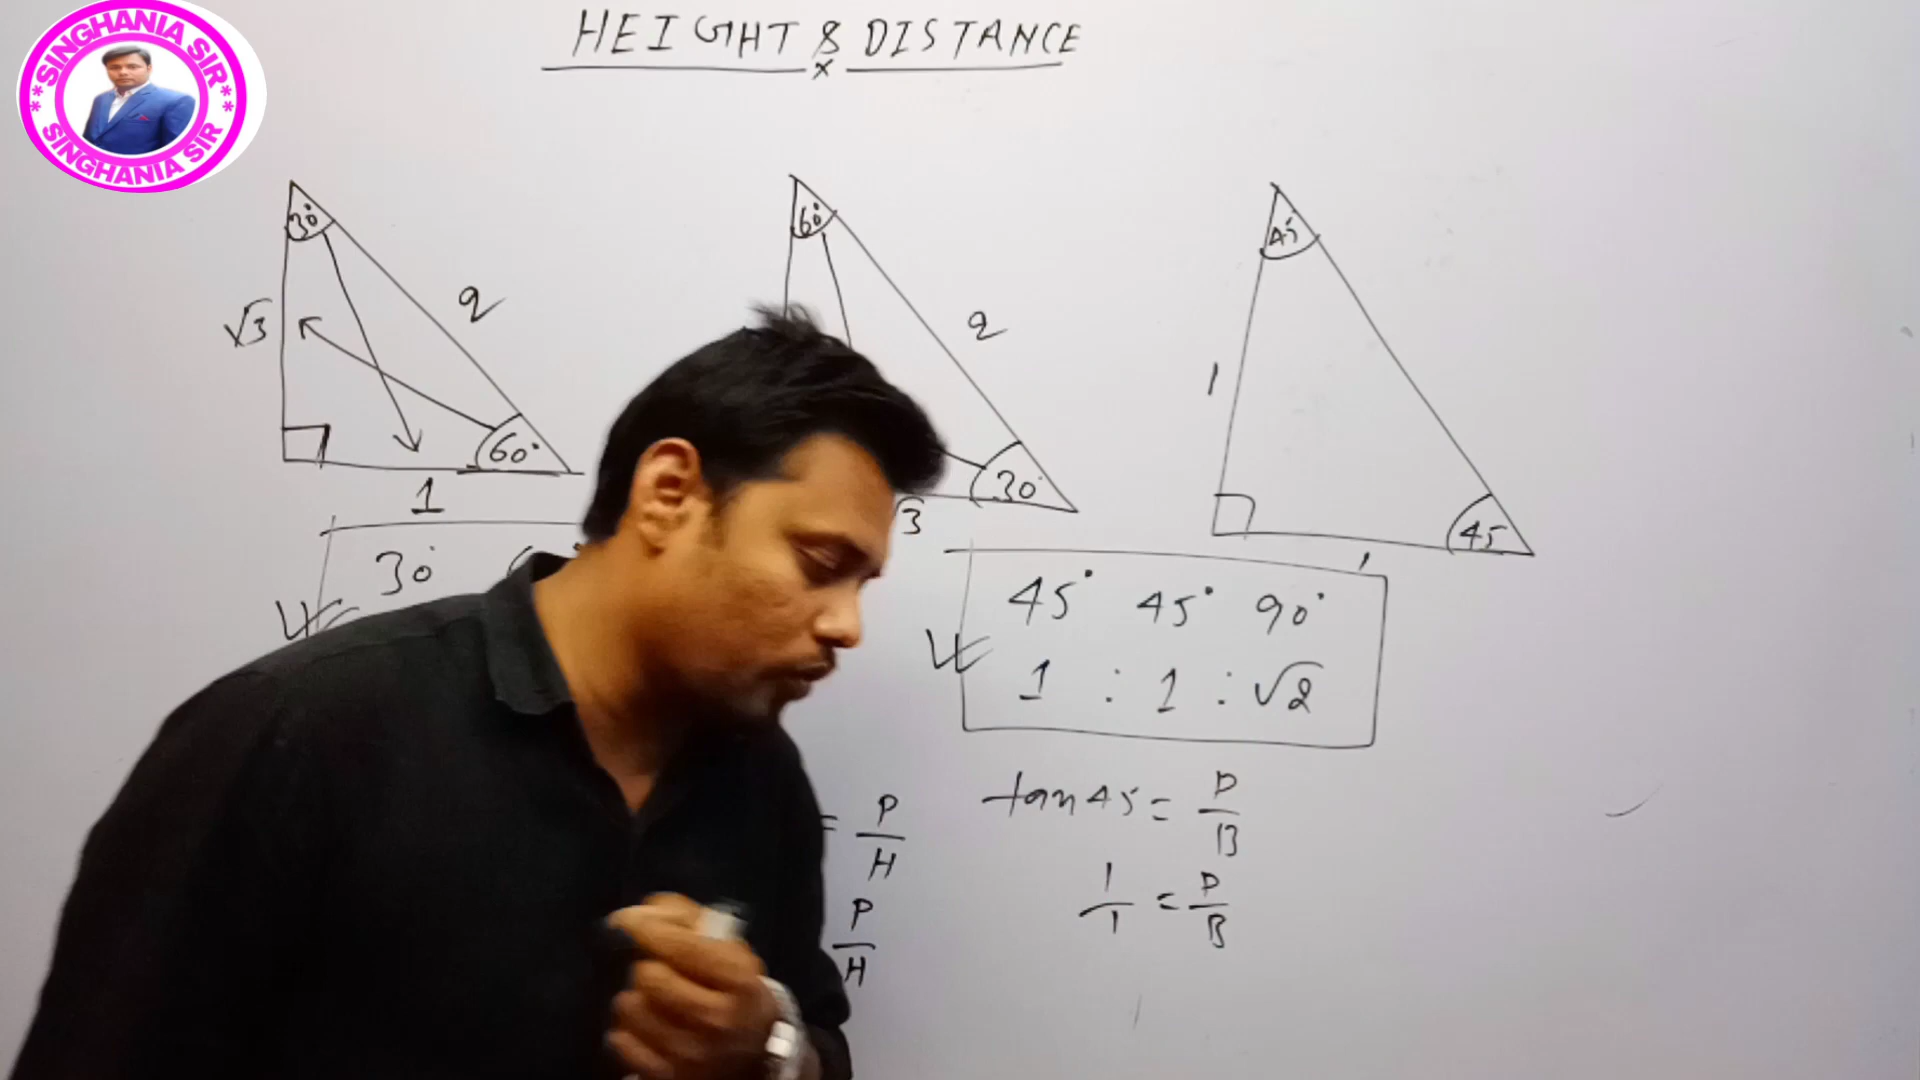 SINGHANIA SIR
SINGHANIA SIR
HEIGHT & DISTANCE
30°
60°
45°
√3
2
2
1
60°
30°
45
1
√3
1
30°
45° 45° 90°
1 : 1 : √2
= P/H
tan 45 = P/B
P/H
1/1 = P/B